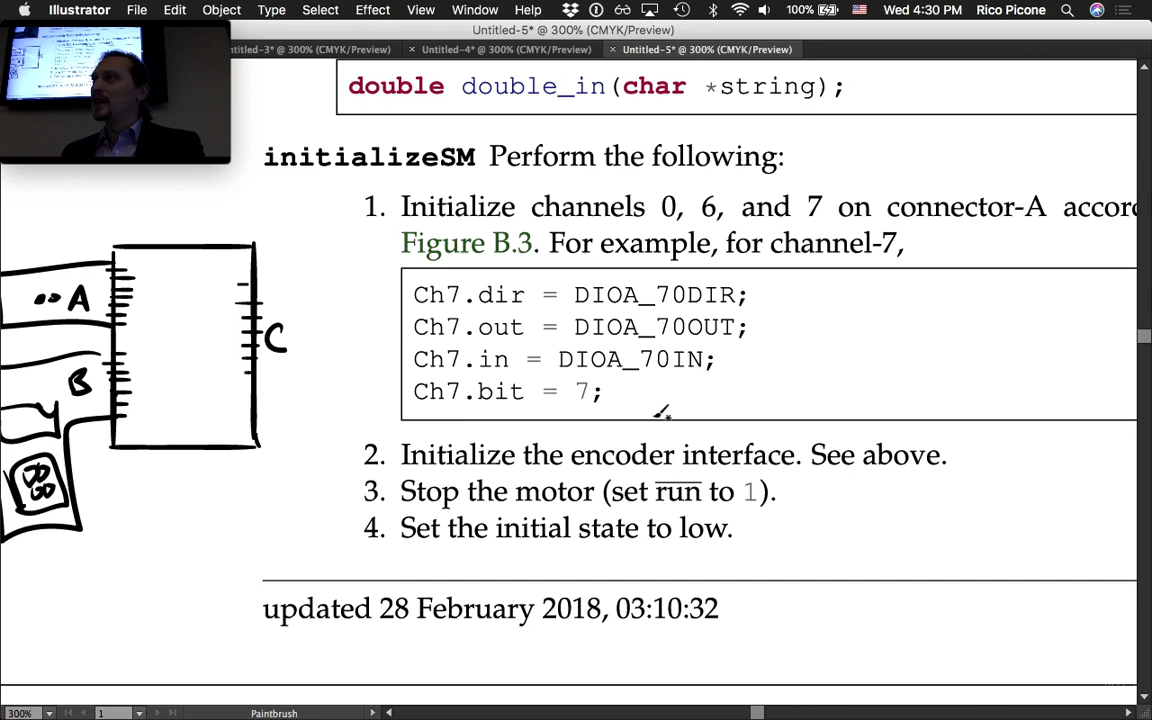 Illustrator File Edit Object Type Select Effect View Window Help 100% Wed 4:30 PM Rico Picone
Untitled-5* @ 300% (CMYK/Preview)
ntitled-3* @ 300% (CMYK/Preview) × Untitled-4* @ 300% (CMYK/Preview) × Untitled-5* @ 300% (CMYK/Preview)
double double_in(char *string);
initializeSM Perform the following:
1. Initialize channels 0, 6, and 7 on connector-A accord
Figure B.3. For example, for channel-7,
Ch7.dir = DIOA_70DIR;
Ch7.out = DIOA_70OUT;
Ch7.in = DIOA_70IN;
Ch7.bit = 7;
A
B
C
2. Initialize the encoder interface. See above.
3. Stop the motor (set run to 1).
4. Set the initial state to low.
updated 28 February 2018, 03:10:32
300% 1 Paintbrush